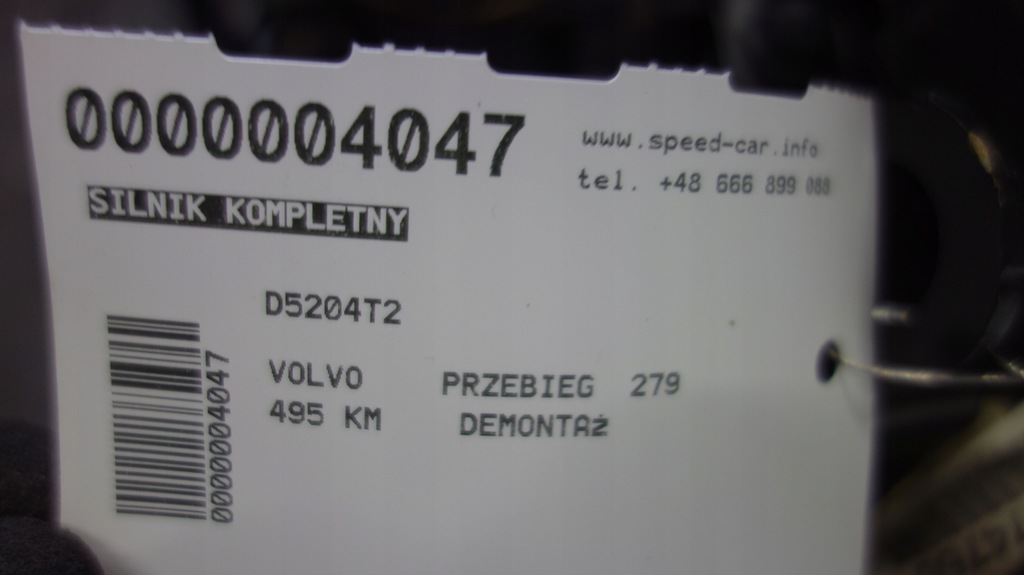 0000004047
www.speed-car.info
tel. +48 666 899 088
SILNIK KOMPLETNY
D5204T2
VOLVO
PRZEBIEG 279
495 KM
DEMONTAż
0000004047